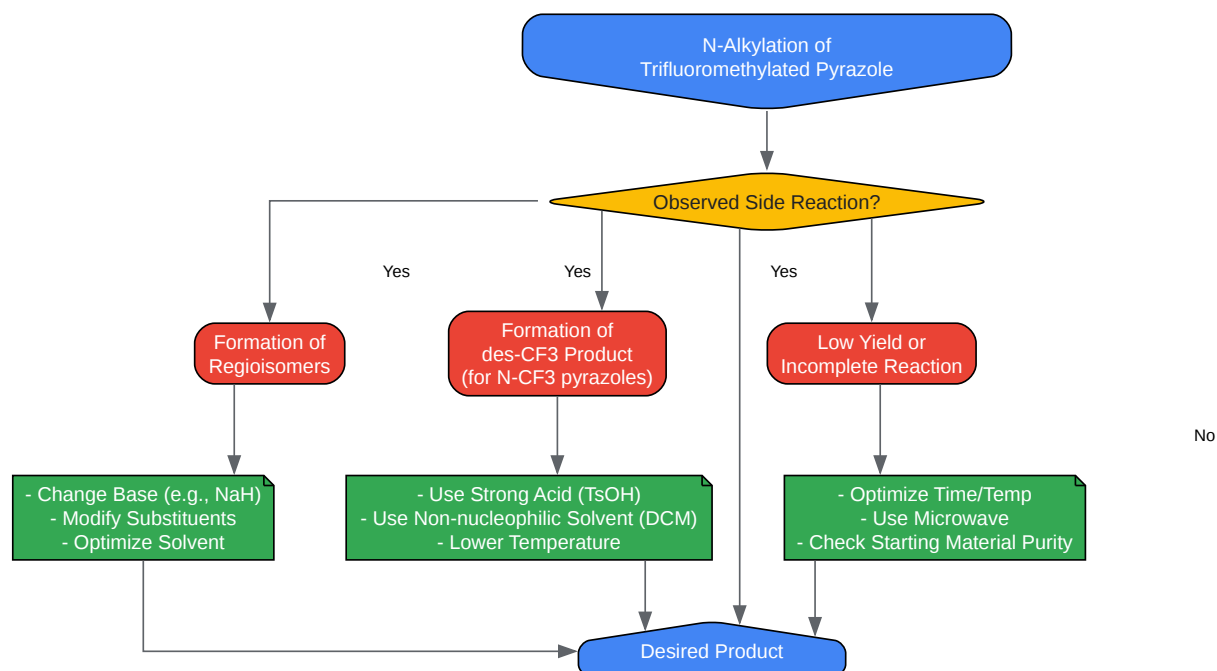 N-Alkylation of
Trifluoromethylated Pyrazole
Observed Side Reaction?
Yes
Yes
Yes
Formation of
Regioisomers
Formation of
des-CF3 Product
(for N-CF3 pyrazoles)
Low Yield or
Incomplete Reaction
No
- Change Base (e.g., NaH)
- Modify Substituents
- Optimize Solvent
- Use Strong Acid (TsOH)
- Use Non-nucleophilic Solvent (DCM)
- Lower Temperature
- Optimize Time/Temp
- Use Microwave
- Check Starting Material Purity
Desired Product